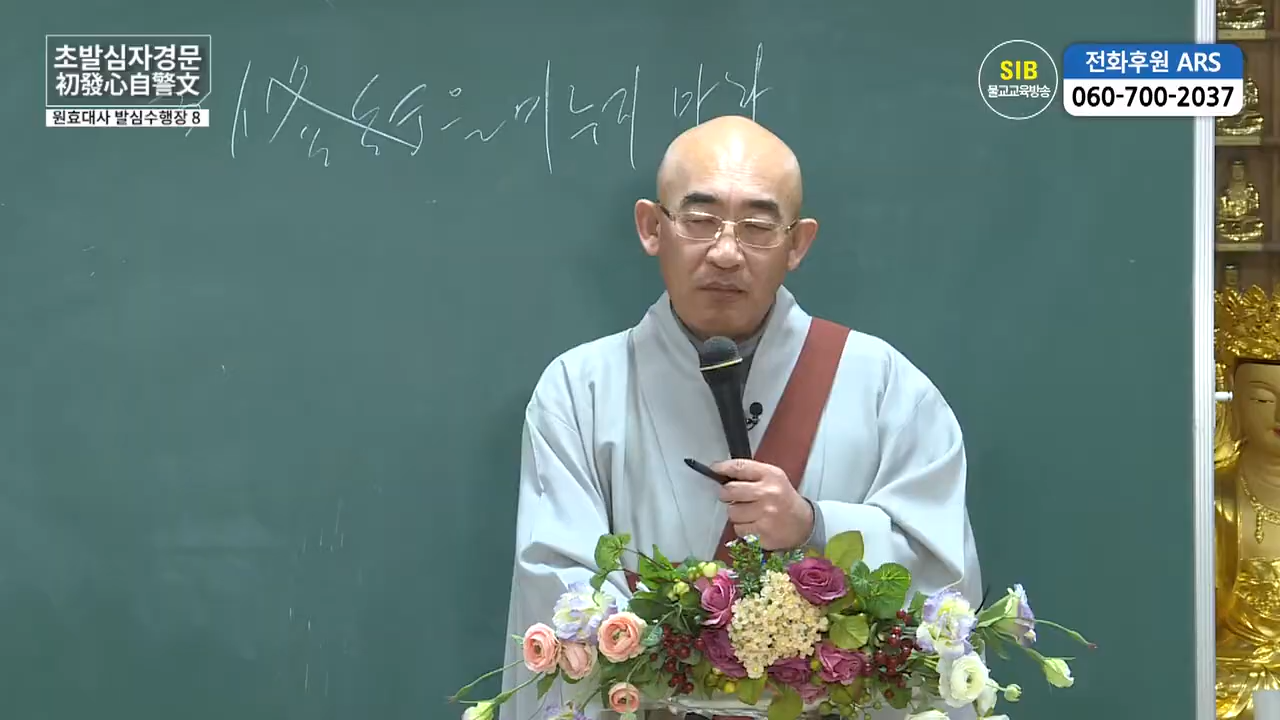 초발심자경문
初發心自警文
원효대사 발심수행장 8
은 미루지 마라
SIB
불교교육방송
전화후원 ARS
060-700-2037